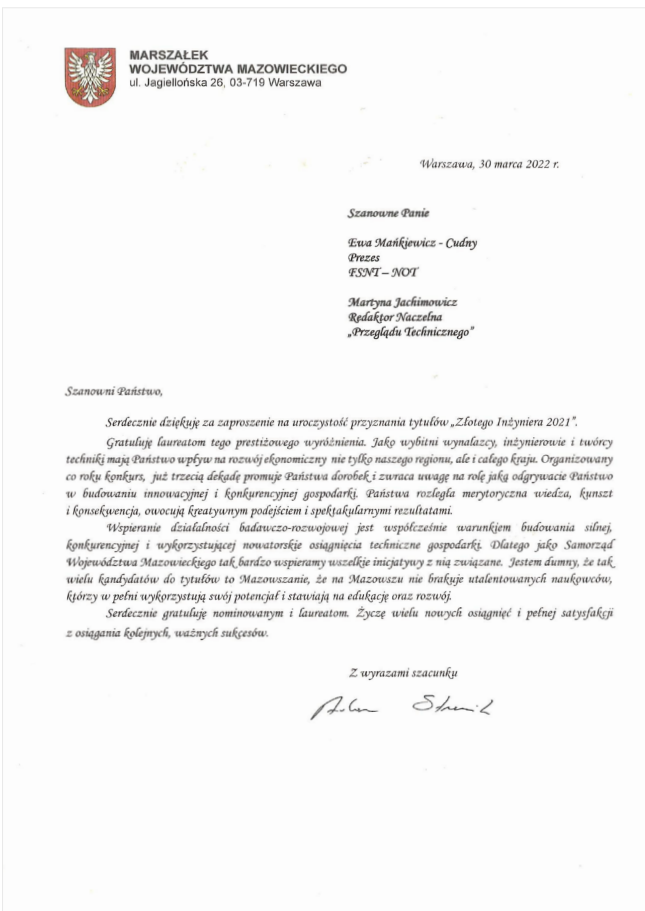 MARSZAŁEK
WOJEWÓDZTWA MAZOWIECKIEGO
ul. Jagiellońska 26, 03-719 Warszawa
Warszawa, 30 marca 2022 r.
Szanowne Panie
Ewa Mańkiewicz - Cudny
Prezes
FSNT – NOT
Martyna Jachimowicz
Redaktor Naczelna
„Przeglądu Technicznego”
Szanowni Państwo,
Serdecznie dziękuję za zaproszenie na uroczystość przyznania tytułów „Złotego Inżyniera 2021”.
Gratuluję laureatom tego prestiżowego wyróżnienia. Jako wybitni wynalazcy, inżynierowie i twórcy
techniki mają Państwo wpływ na rozwój ekonomiczny nie tylko naszego regionu, ale i całego kraju. Organizowany
co roku konkurs, już trzecią dekadę promuje Państwa dorobek i zwraca uwagę na rolę jaką odgrywacie Państwo
w budowaniu innowacyjnej i konkurencyjnej gospodarki. Państwa rozległa merytoryczna wiedza, kunszt
i konsekwencja, owocują kreatywnym podejściem i spektakularnymi rezultatami.
Wspieranie działalności badawczo-rozwojowej jest współcześnie warunkiem budowania silnej,
konkurencyjnej i wykorzystującej nowatorskie osiągnięcia techniczne gospodarki. Dlatego jako Samorząd
Województwa Mazowieckiego tak bardzo wspieramy wszelkie inicjatywy z nią związane. Jestem dumny, że tak
wielu kandydatów do tytułów to Mazowszanie, że na Mazowszu nie brakuje utalentowanych naukowców,
którzy w pełni wykorzystują swój potencjał i stawiają na edukację oraz rozwój.
Serdecznie gratuluję nominowanym i laureatom. Życzę wielu nowych osiągnięć i pełnej satysfakcji
z osiągania kolejnych, ważnych sukcesów.
Z wyrazami szacunku